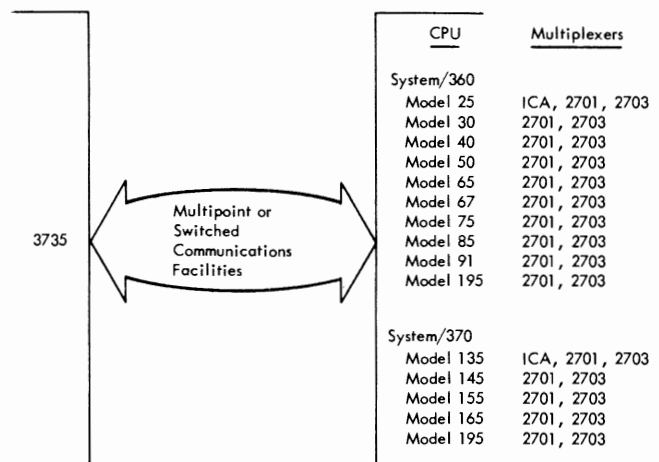 CPU Multiplexers
System/360
Model 25 ICA, 2701, 2703
Model 30 2701, 2703
Model 40 2701, 2703
Model 50 2701, 2703
Model 65 2701, 2703
Model 67 2701, 2703
Model 75 2701, 2703
Model 85 2701, 2703
Model 91 2701, 2703
Model 195 2701, 2703
3735
Multipoint or
Switched
Communications
Facilities
System/370
Model 135 ICA, 2701, 2703
Model 145 2701, 2703
Model 155 2701, 2703
Model 165 2701, 2703
Model 195 2701, 2703